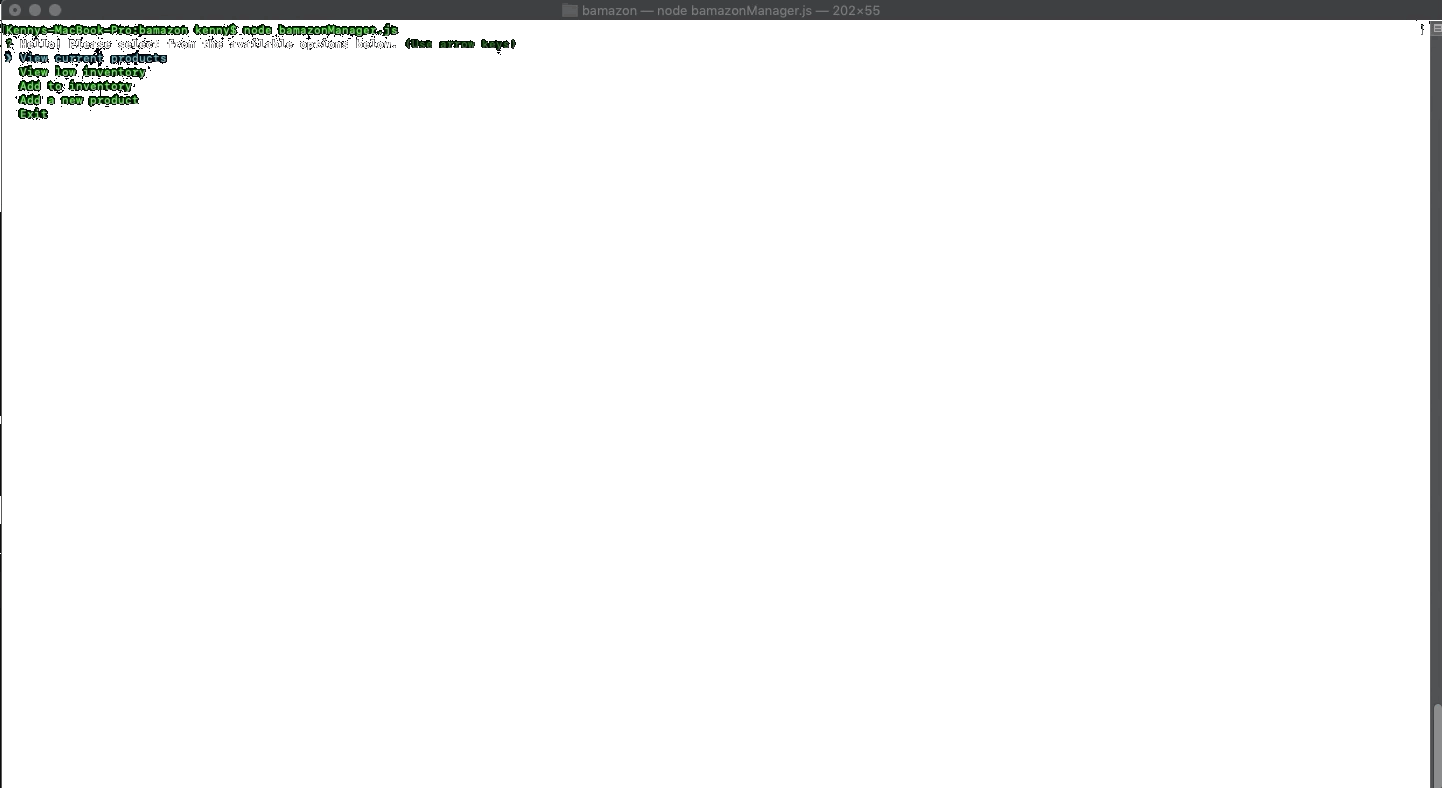 bamazon — node bamazonManager.js — 202×55
Kennys-MacBook-Pro:bamazon kenny$ node bamazonManager.js
? Hello! Please select from the available options below. (Use arrow keys)
❯ View current products
View low inventory
Add to inventory
Add a new product
Exit